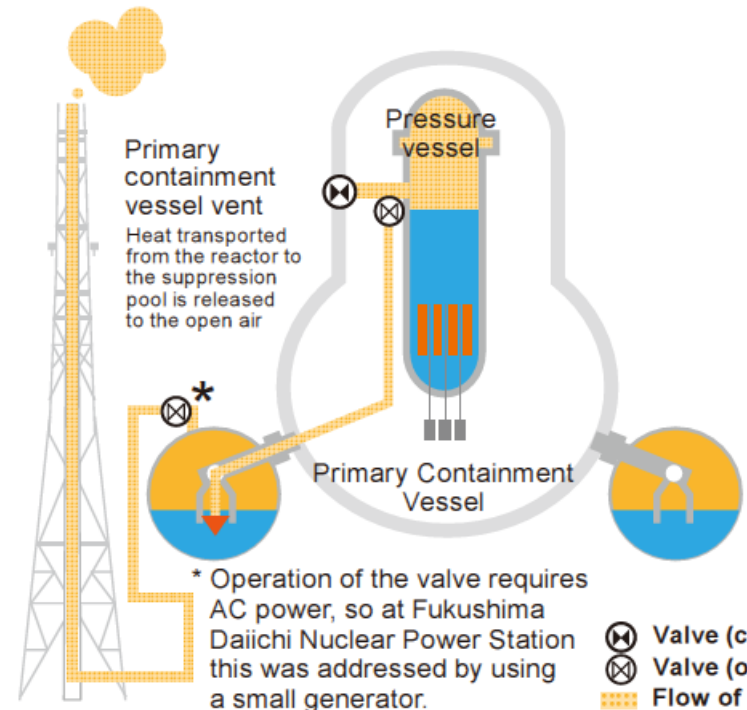 Pressure
vessel
Primary
containment
vessel vent
Heat transported
from the reactor to
the suppression
pool is released
to the open air
*
Primary Containment
Vessel
* Operation of the valve requires
AC power, so at Fukushima
Daiichi Nuclear Power Station
this was addressed by using
a small generator.
Valve (c
Valve (o
Flow of